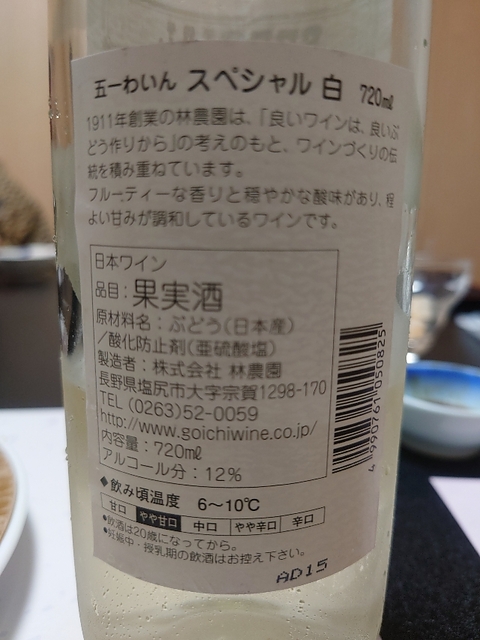 五一わいん スペシャル 白 720㎖
1911年創業の林農園は、「良いワインは、良いぶ
どう作りから」の考えのもと、ワインづくりの伝
統を積み重ねています。
フルーティーな香りと穏やかな酸味があり、程
よい甘みが調和しているワインです。
日本ワイン
品目：果実酒
原材料名：ぶどう(日本産)
/酸化防止剤(亜硫酸塩)
製造者：株式会社 林農園
長野県塩尻市大字宗賀1298-170
TEL (0263)52-0059
http://www.goichiwine.co.jp/
内容量：720㎖
アルコール分：12%
4 990761 050825
◆飲み頃温度 6～10℃
甘口 やや甘口 中口 やや辛口 辛口
●飲酒は20歳になってから。
●妊娠中・授乳期の飲酒はお控え下さい。
AD15